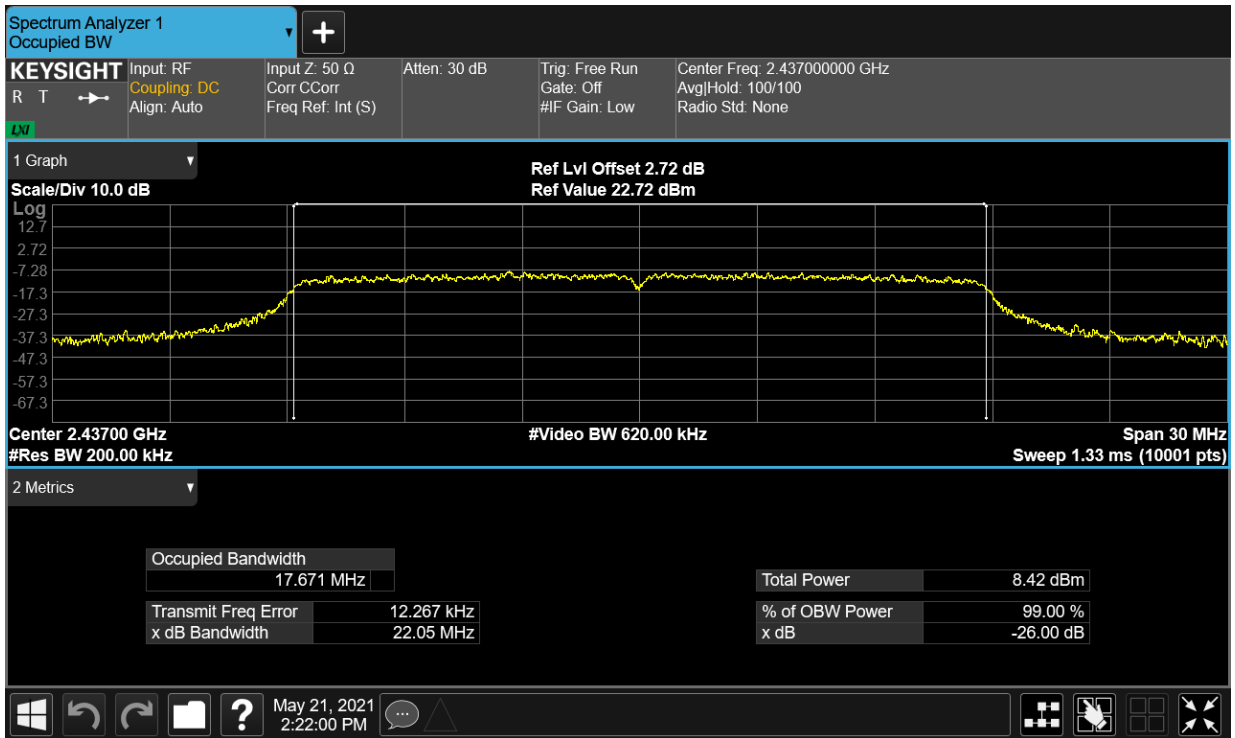 Spectrum Analyzer 1
Occupied BW
KEYSIGHT
R T
LXI
Input: RF
Coupling: DC
Align: Auto
Input Z: 50 Ω
Corr CCorr
Freq Ref: Int (S)
Atten: 30 dB
Trig: Free Run
Gate: Off
#IF Gain: Low
Center Freq: 2.437000000 GHz
Avg|Hold: 100/100
Radio Std: None
1 Graph
Scale/Div 10.0 dB
Ref Lvl Offset 2.72 dB
Ref Value 22.72 dBm
Log
12.7
2.72
-7.28
-17.3
-27.3
-37.3
-47.3
-57.3
-67.3
Center 2.43700 GHz
#Res BW 200.00 kHz
#Video BW 620.00 kHz
Span 30 MHz
Sweep 1.33 ms (10001 pts)
2 Metrics
Occupied Bandwidth
17.671 MHz
Transmit Freq Error 12.267 kHz
x dB Bandwidth 22.05 MHz
Total Power 8.42 dBm
% of OBW Power 99.00 %
x dB -26.00 dB
?
May 21, 2021
2:22:00 PM